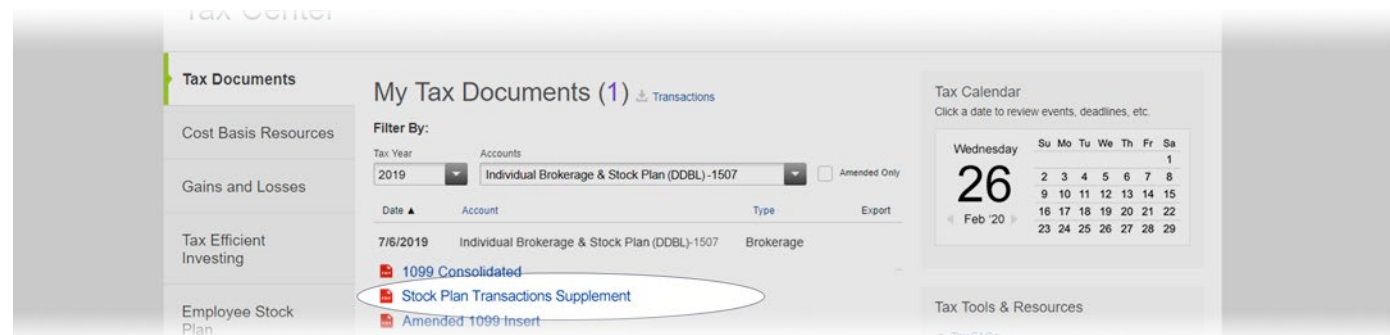 Tax Center
Tax Documents
Cost Basis Resources
Gains and Losses
Tax Efficient
Investing
Employee Stock
Plan
My Tax Documents (1) Transactions
Filter By:
Tax Year Accounts
2019 Individual Brokerage & Stock Plan (DDBL) -1507 Amended Only
Date ▲ Account Type Export
7/6/2019 Individual Brokerage & Stock Plan (DDBL)-1507 Brokerage
1099 Consolidated
Stock Plan Transactions Supplement
Amended 1099 Insert
Tax Calendar
Click a date to review events, deadlines, etc.
Wednesday
26
Feb '20
Su Mo Tu We Th Fr Sa
1
2 3 4 5 6 7 8
9 10 11 12 13 14 15
16 17 18 19 20 21 22
23 24 25 26 27 28 29
Tax Tools & Resources